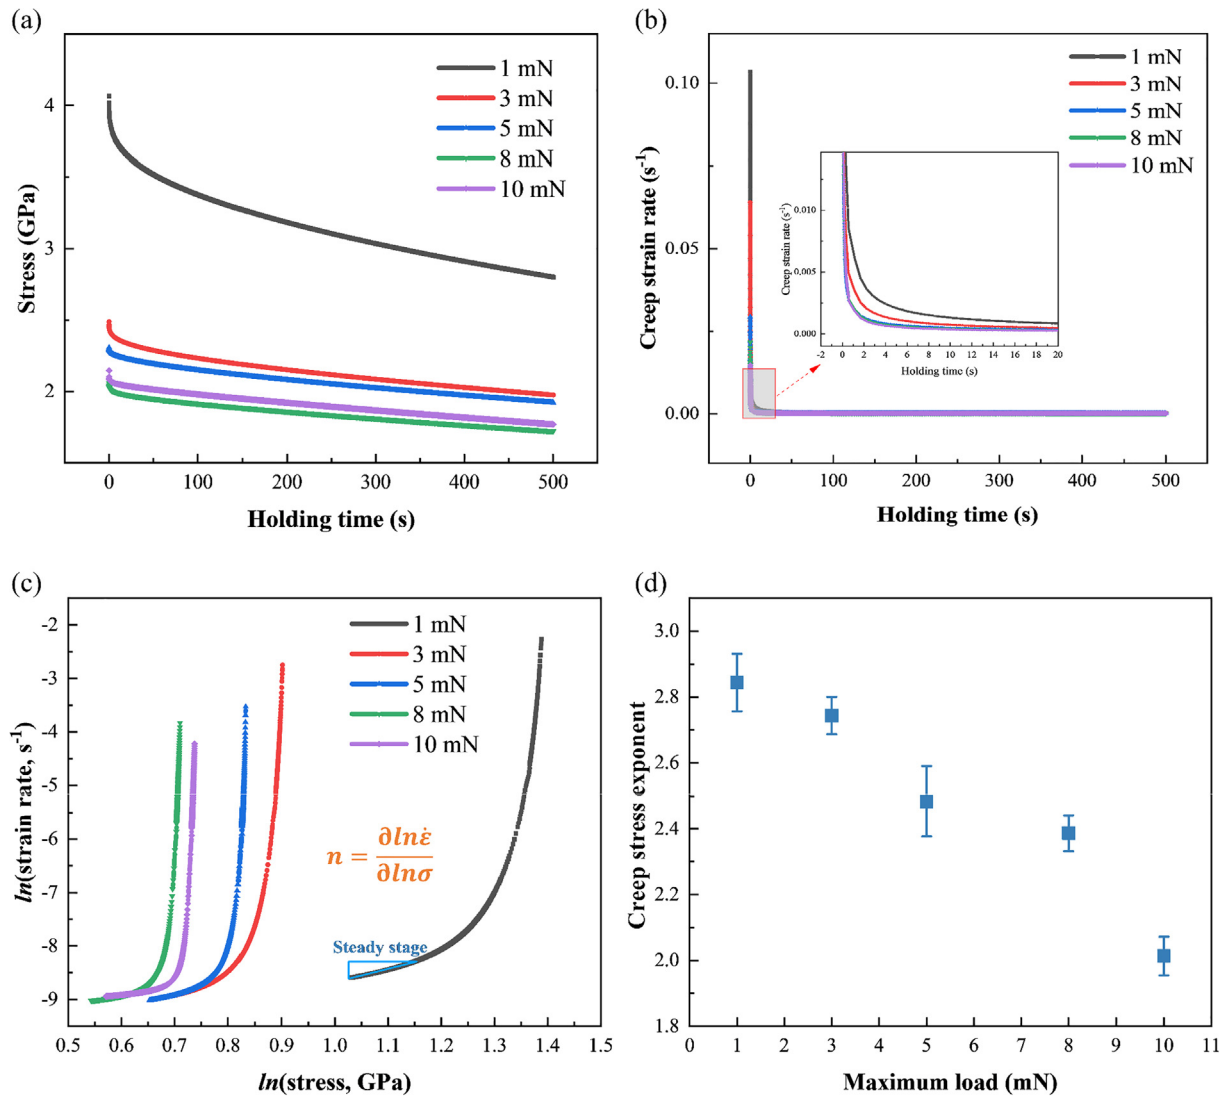 (a)
4
3
2
Stress (GPa)
0
100
200
300
400
500
Holding time (s)
1 mN
3 mN
5 mN
8 mN
10 mN
(b)
0.10
0.05
0.00
Creep strain rate (s-1)
0
100
200
300
400
500
Holding time (s)
1 mN
3 mN
5 mN
8 mN
10 mN
0.010
0.005
0.000
Creep strain rate (s-1)
-2 0 2 4 6 8 10 12 14 16 18 20
Holding time (s)
(c)
-2
-3
-4
-5
-6
-7
-8
-9
ln(strain rate, s-1)
0.5 0.6 0.7 0.8 0.9 1.0 1.1 1.2 1.3 1.4 1.5
ln(stress, GPa)
1 mN
3 mN
5 mN
8 mN
10 mN
n = ∂lnε̇ / ∂lnσ
Steady stage
(d)
3.0
2.8
2.6
2.4
2.2
2.0
1.8
Creep stress exponent
0 1 2 3 4 5 6 7 8 9 10 11
Maximum load (mN)